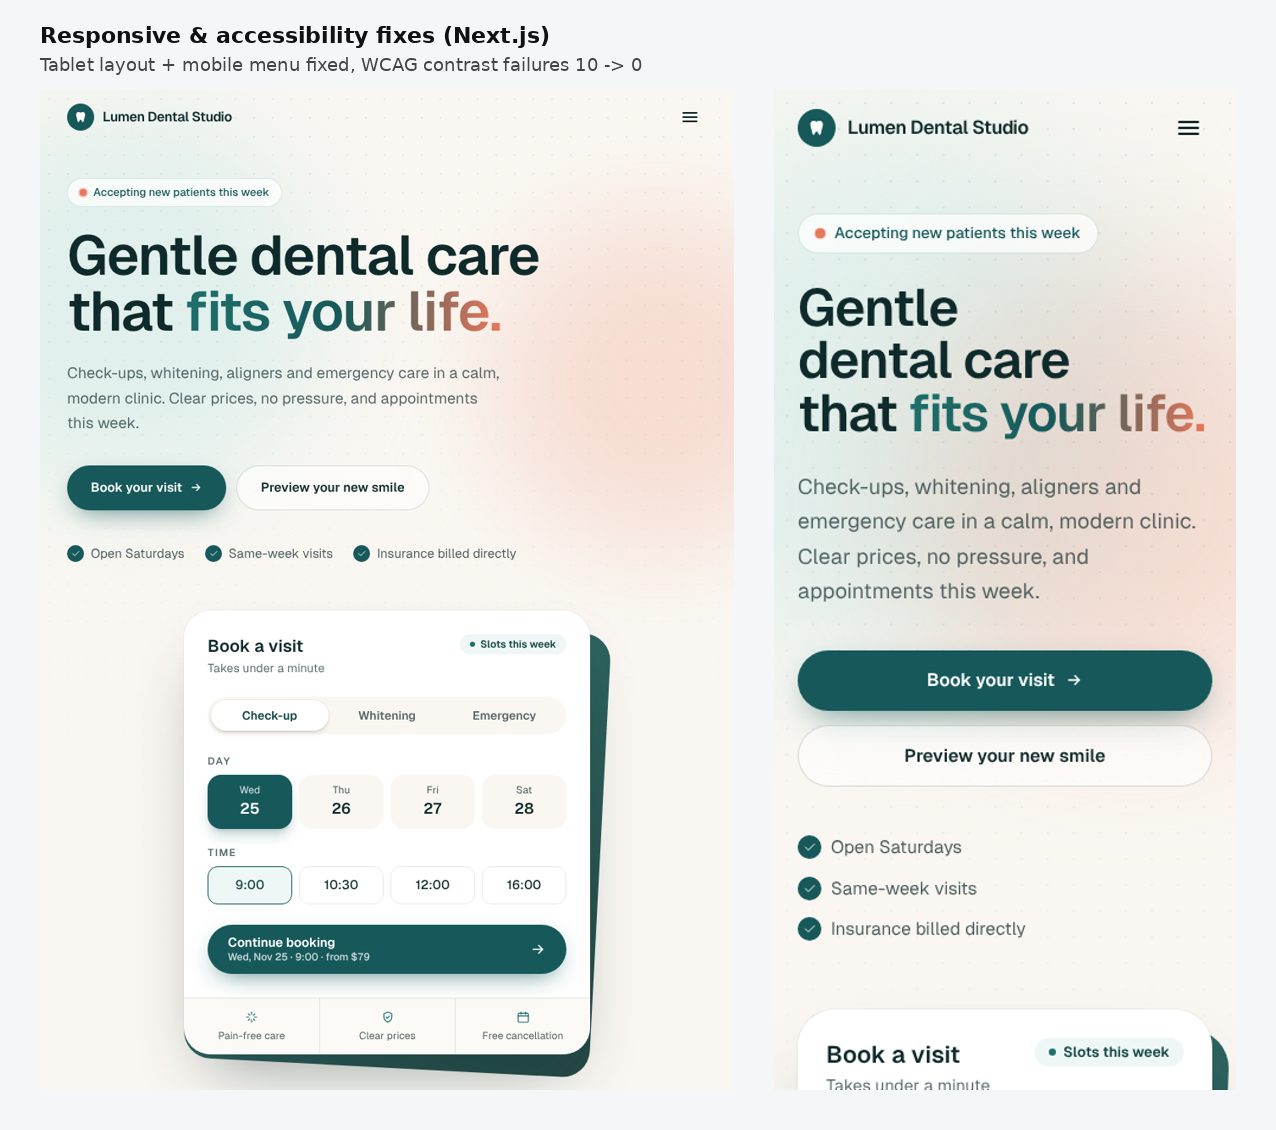 Responsive & accessibility fixes (Next.js)
Tablet layout + mobile menu fixed, WCAG contrast failures 10 -> 0
Lumen Dental Studio
Accepting new patients this week
Gentle dental care
that fits your life.
Check-ups, whitening, aligners and emergency care in a calm,
modern clinic. Clear prices, no pressure, and appointments
this week.
Book your visit →
Preview your new smile
Open Saturdays
Same-week visits
Insurance billed directly
Book a visit
Slots this week
Takes under a minute
Check-up
Whitening
Emergency
DAY
Wed
25
Thu
26
Fri
27
Sat
28
TIME
9:00
10:30
12:00
16:00
Continue booking
Wed, Nov 25 · 9:00 · from $79
→
Pain-free care
Clear prices
Free cancellation
Lumen Dental Studio
Accepting new patients this week
Gentle
dental care
that fits your life.
Check-ups, whitening, aligners and
emergency care in a calm, modern clinic.
Clear prices, no pressure, and
appointments this week.
Book your visit →
Preview your new smile
Open Saturdays
Same-week visits
Insurance billed directly
Book a visit
Slots this week
Takes under a minute